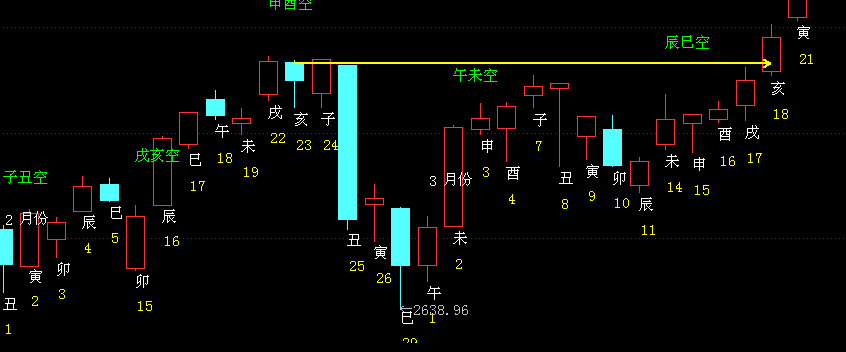 申酉空
寅
21
辰巳空
午未空
亥
18
戌
22
亥
23
子
24
午
18
未
19
巳
17
戌亥空
子
7
戌
17
酉
16
申
3
酉
4
未
14
申
15
丑
8
寅
9
卯
10
辰
11
子丑空
3 月份
2 月份
辰
4
巳
5
辰
16
未
2
丑
25
寅
26
卯
3
寅
2
卯
15
丑
1
午
1
巳
←2638.96